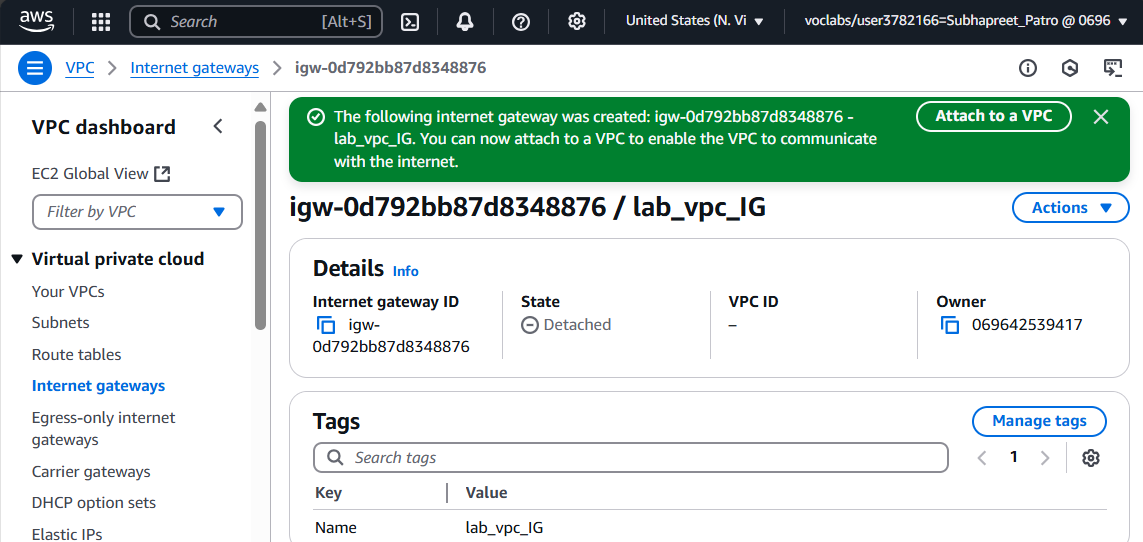 aws
Search [Alt+S]
United States (N. Vi
voclabs/user3782166=Subhapreet_Patro @ 0696
VPC
Internet gateways
igw-0d792bb87d8348876
VPC dashboard
EC2 Global View
Filter by VPC
Virtual private cloud
Your VPCs
Subnets
Route tables
Internet gateways
Egress-only internet
gateways
Carrier gateways
DHCP option sets
Elastic IPs
The following internet gateway was created: igw-0d792bb87d8348876 -
lab_vpc_IG. You can now attach to a VPC to enable the VPC to communicate
with the internet.
Attach to a VPC
igw-0d792bb87d8348876 / lab_vpc_IG
Actions
Details Info
Internet gateway ID
igw-
0d792bb87d8348876
State
Detached
VPC ID
–
Owner
069642539417
Tags
Manage tags
Search tags
1
Key Value
Name lab_vpc_IG